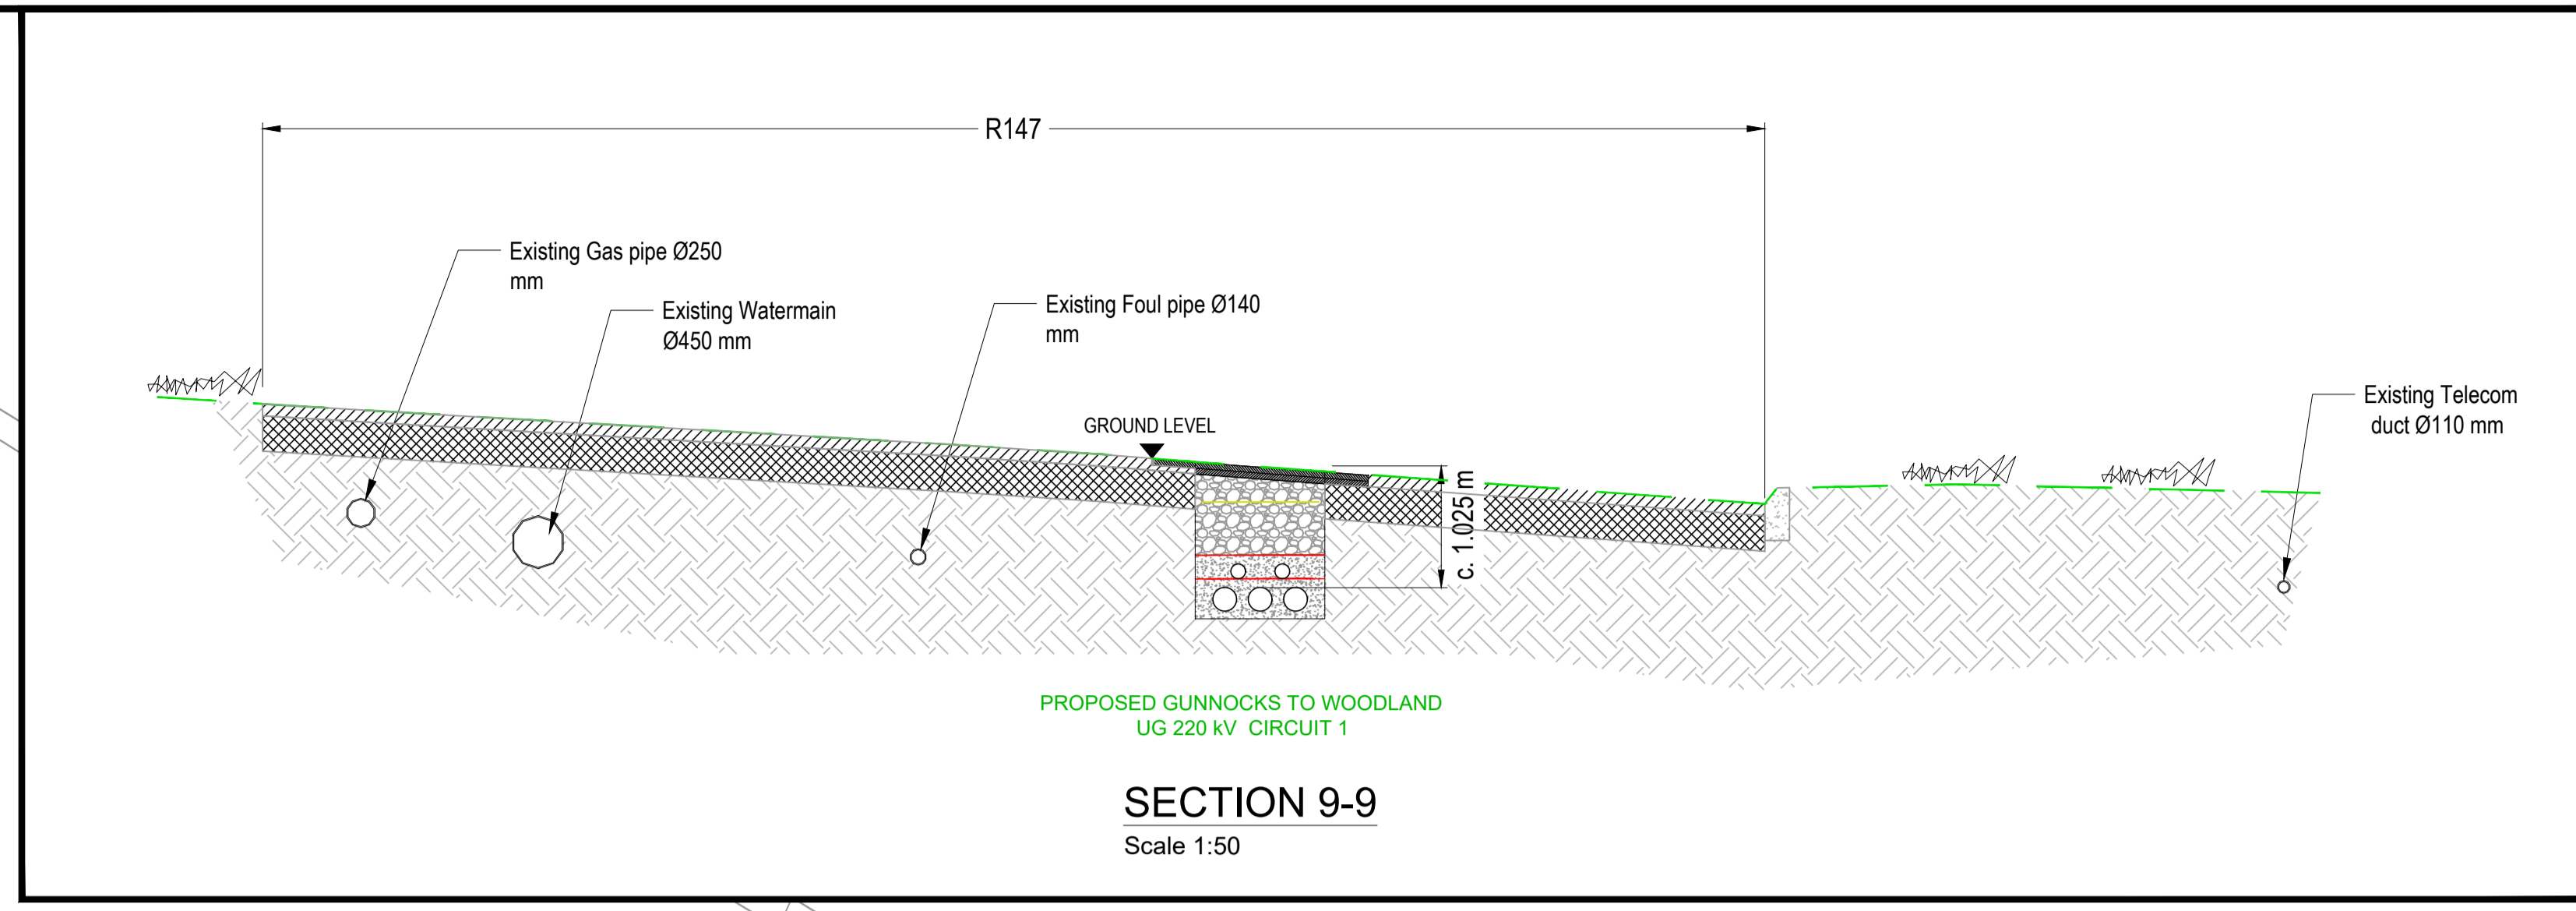 R147
Existing Gas pipe Ø250
mm
Existing Watermain
Ø450 mm
Existing Foul pipe Ø140
mm
GROUND LEVEL
Existing Telecom
duct Ø110 mm
c. 1.025 m
PROPOSED GUNNOCKS TO WOODLAND
UG 220 kV CIRCUIT 1
SECTION 9-9
Scale 1:50